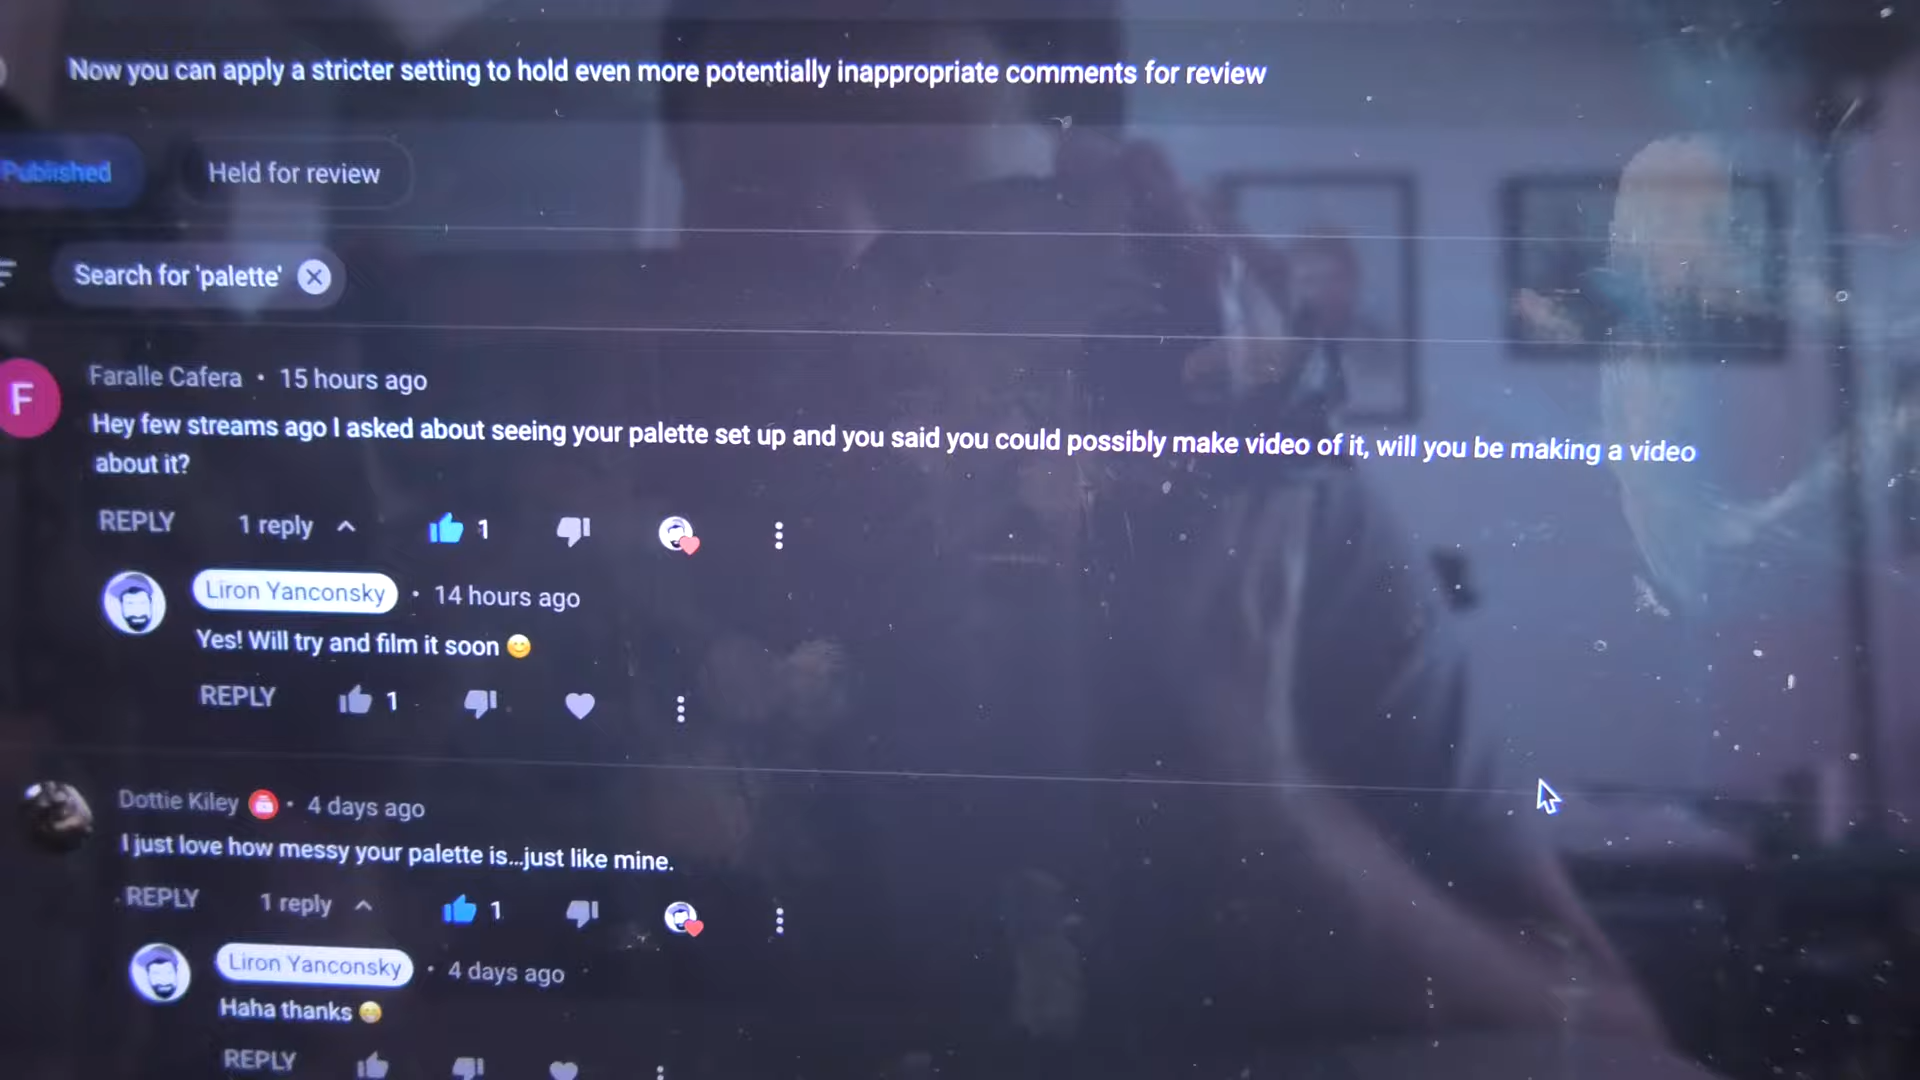 Now you can apply a stricter setting to hold even more potentially inappropriate comments for review
Published
Held for review
Search for 'palette'
F
Faralle Cafera • 15 hours ago
Hey few streams ago I asked about seeing your palette set up and you said you could possibly make video of it, will you be making a video
about it?
REPLY 1 reply 1
Liron Yanconsky • 14 hours ago
Yes! Will try and film it soon 😊
REPLY 1
Dottie Kiley • 4 days ago
I just love how messy your palette is...just like mine.
REPLY 1 reply 1
Liron Yanconsky • 4 days ago
Haha thanks 😁
REPLY